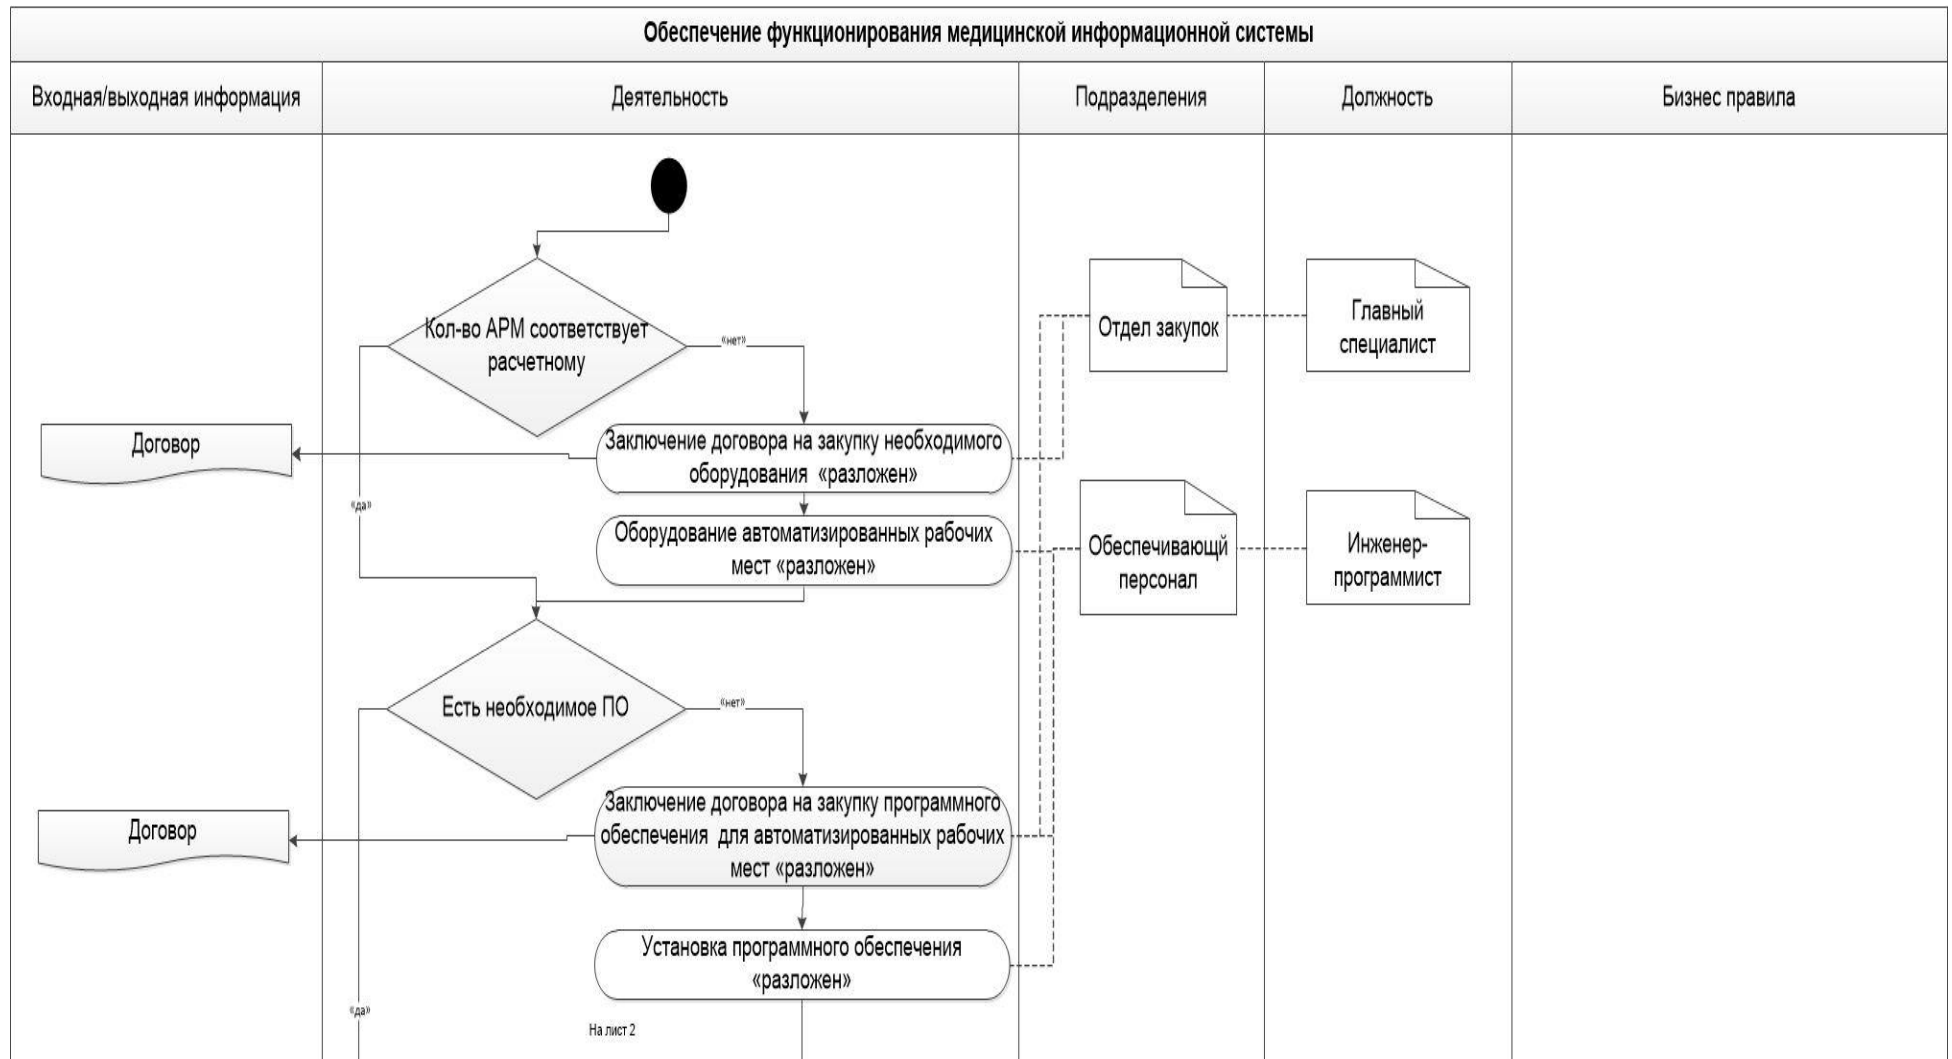 Обеспечение функционирования медицинской информационной системы
Входная/выходная информация
Деятельность
Подразделения
Должность
Бизнес правила
Кол-во АРМ соответствует
расчетному
«нет»
Отдел закупок
Главный
специалист
Договор
Заключение договора на закупку необходимого
оборудования «разложен»
«да»
Оборудование автоматизированных рабочих
мест «разложен»
Обеспечивающй
персонал
Инженер-
программист
Есть необходимое ПО
«нет»
Договор
Заключение договора на закупку программного
обеспечения для автоматизированных рабочих
мест «разложен»
Установка программного обеспечения
«разложен»
«да»
На лист 2